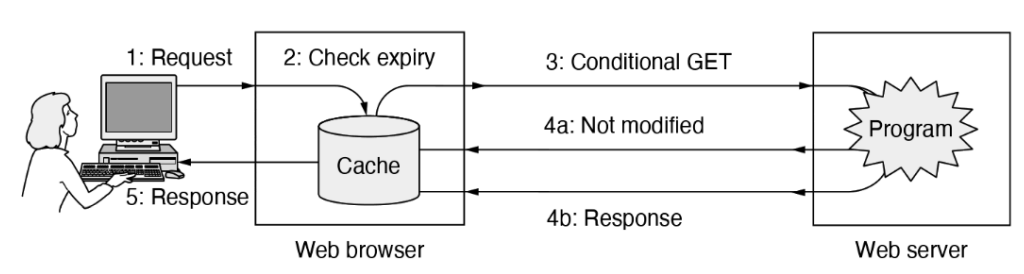 1: Request
2: Check expiry
3: Conditional GET
4a: Not modified
Program
Cache
5: Response
4b: Response
Web browser
Web server